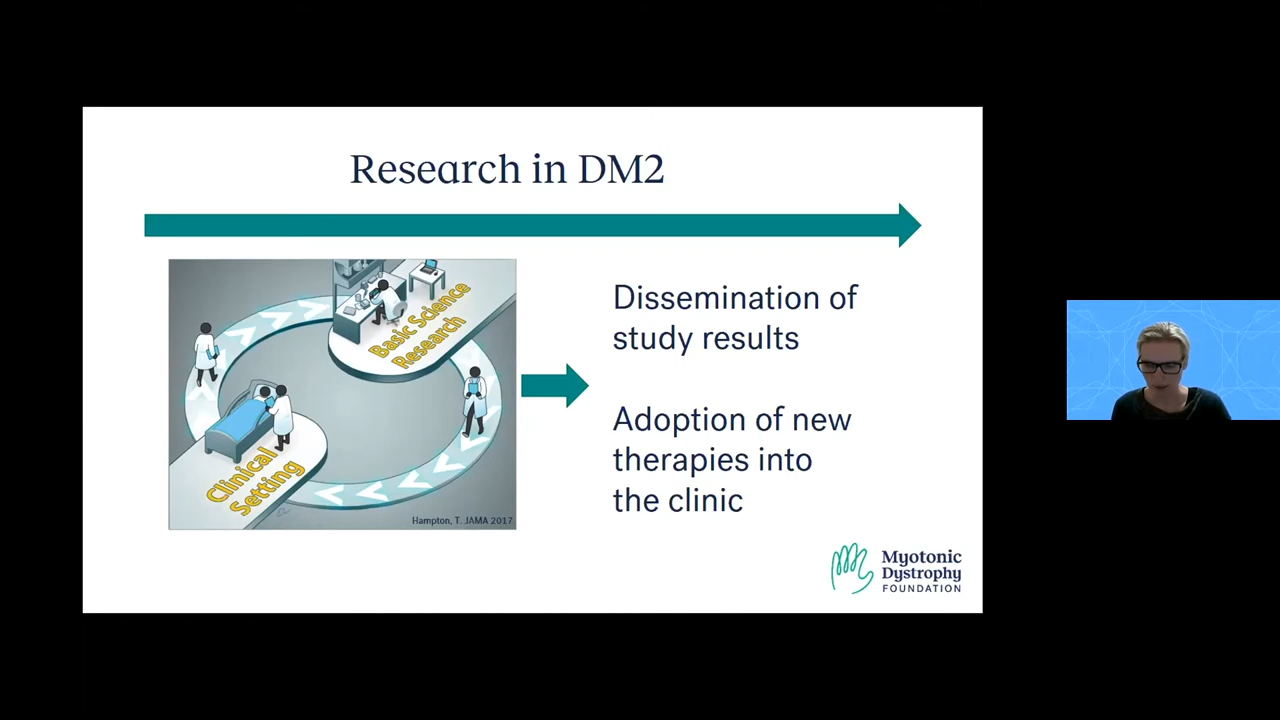 Research in DM2
Basic Science
Research
Clinical
Setting
Hampton, T. JAMA 2017
Dissemination of
study results
Adoption of new
therapies into
the clinic
Myotonic
Dystrophy
FOUNDATION